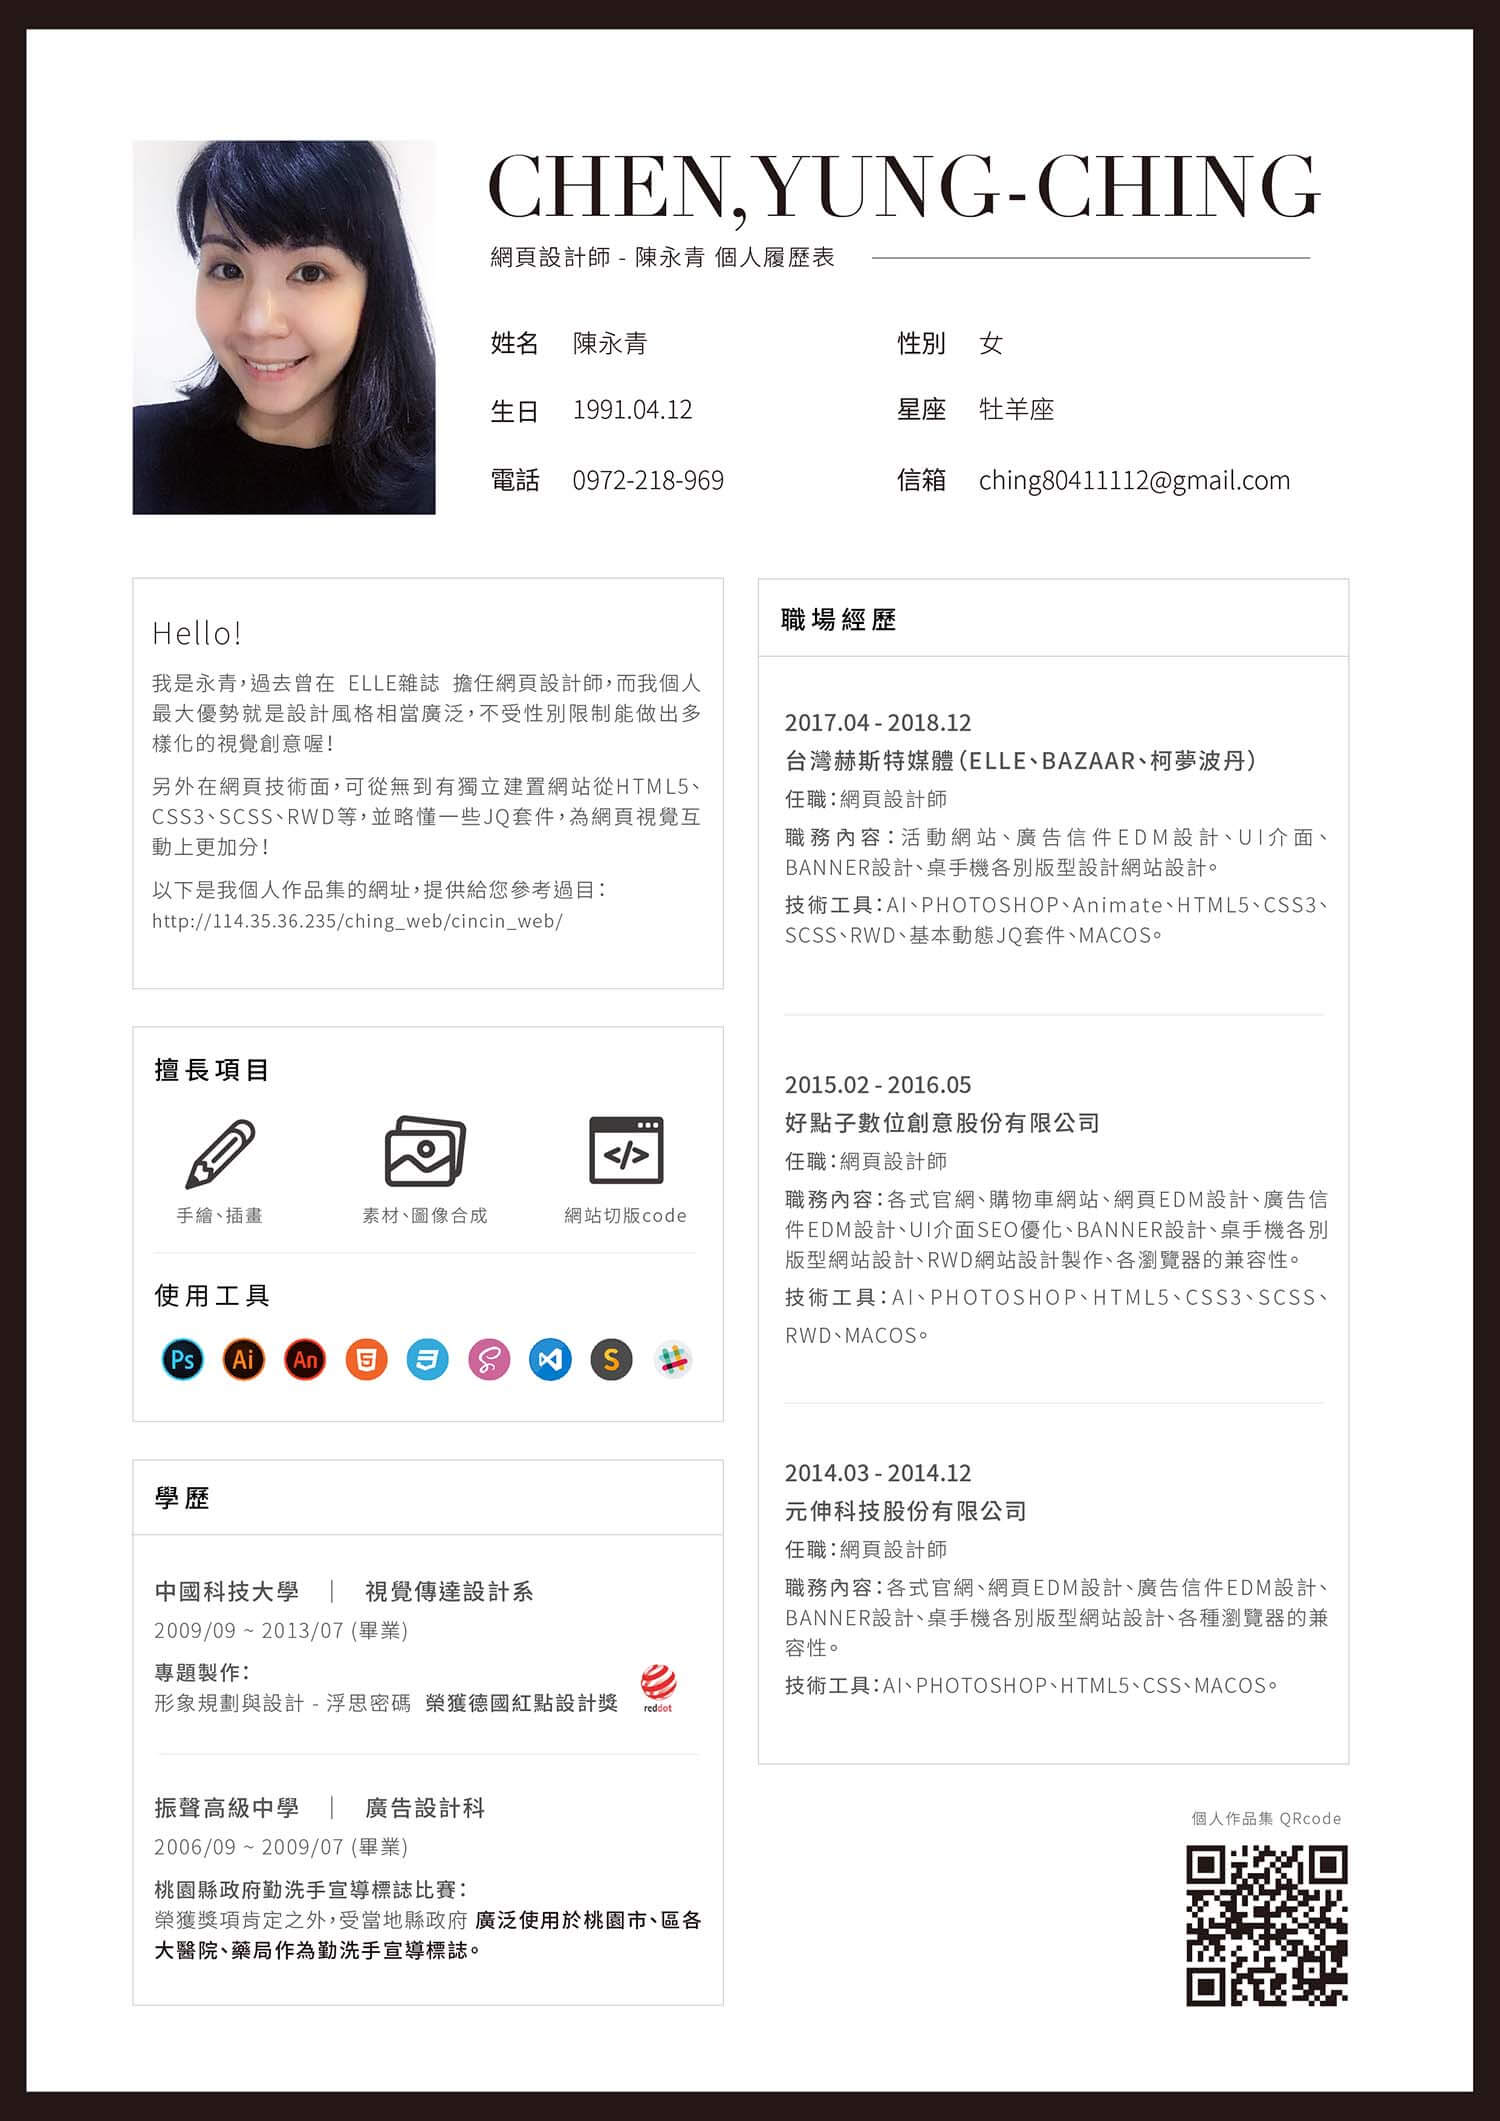 CHEN,YUNG-CHING
網頁設計師 - 陳永青 個人履歷表
姓名 陳永青
性別 女
生日 1991.04.12
星座 牡羊座
電話 0972-218-969
信箱 ching80411112@gmail.com
Hello!
我是永青,過去曾在 ELLE雜誌 擔任網頁設計師,而我個人
最大優勢就是設計風格相當廣泛,不受性別限制能做出多
樣化的視覺創意喔!
另外在網頁技術面,可從無到有獨立建置網站從HTML5、
CSS3、SCSS、RWD等,並略懂一些JQ套件,為網頁視覺互
動上更加分!
以下是我個人作品集的網址,提供給您參考過目:
http://114.35.36.235/ching_web/cincin_web/
擅長項目
手繪、插畫
素材、圖像合成
網站切版code
使用工具
Ps Ai An 5 3 S S
學歷
中國科技大學 | 視覺傳達設計系
2009/09 ~ 2013/07 (畢業)
專題製作:
形象規劃與設計 - 浮思密碼 榮獲德國紅點設計獎
reddot
振聲高級中學 | 廣告設計科
2006/09 ~ 2009/07 (畢業)
桃園縣政府勤洗手宣導標誌比賽:
榮獲獎項肯定之外,受當地縣政府 廣泛使用於桃園市、區各
大醫院、藥局作為勤洗手宣導標誌。
職場經歷
2017.04 - 2018.12
台灣赫斯特媒體(ELLE、BAZAAR、柯夢波丹)
任職:網頁設計師
職務內容:活動網站、廣告信件EDM設計、UI介面、
BANNER設計、桌手機各別版型設計網站設計。
技術工具:AI、PHOTOSHOP、Animate、HTML5、CSS3、
SCSS、RWD、基本動態JQ套件、MACOS。
2015.02 - 2016.05
好點子數位創意股份有限公司
任職:網頁設計師
職務內容:各式官網、購物車網站、網頁EDM設計、廣告信
件EDM設計、UI介面SEO優化、BANNER設計、桌手機各別
版型網站設計、RWD網站設計製作、各瀏覽器的兼容性。
技術工具:AI、PHOTOSHOP、HTML5、CSS3、SCSS、
RWD、MACOS。
2014.03 - 2014.12
元伸科技股份有限公司
任職:網頁設計師
職務內容:各式官網、網頁EDM設計、廣告信件EDM設計、
BANNER設計、桌手機各別版型網站設計、各種瀏覽器的兼
容性。
技術工具:AI、PHOTOSHOP、HTML5、CSS、MACOS。
個人作品集 QRcode